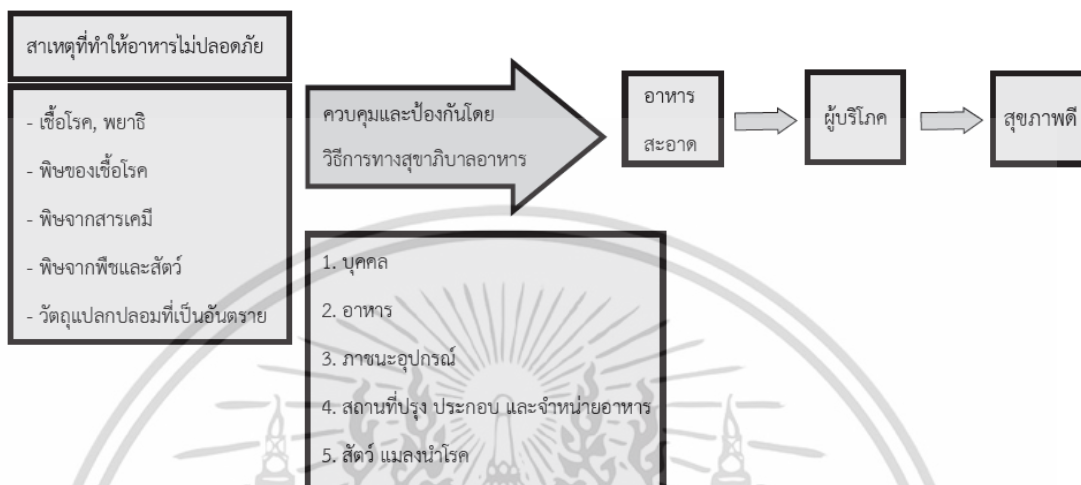 สาเหตุที่ทำให้อาหารไม่ปลอดภัย
- เชื้อโรค, พยาธิ
- พิษของเชื้อโรค
- พิษจากสารเคมี
- พิษจากพืชและสัตว์
- วัตถุแปลกปลอมที่เป็นอันตราย
ควบคุมและป้องกันโดย
วิธีการทางสุขาภิบาลอาหาร
1. บุคคล
2. อาหาร
3. ภาชนะอุปกรณ์
4. สถานที่ปรุง ประกอบ และจำหน่ายอาหาร
5. สัตว์ แมลงนำโรค
อาหาร
สะอาด
ผู้บริโภค
สุขภาพดี